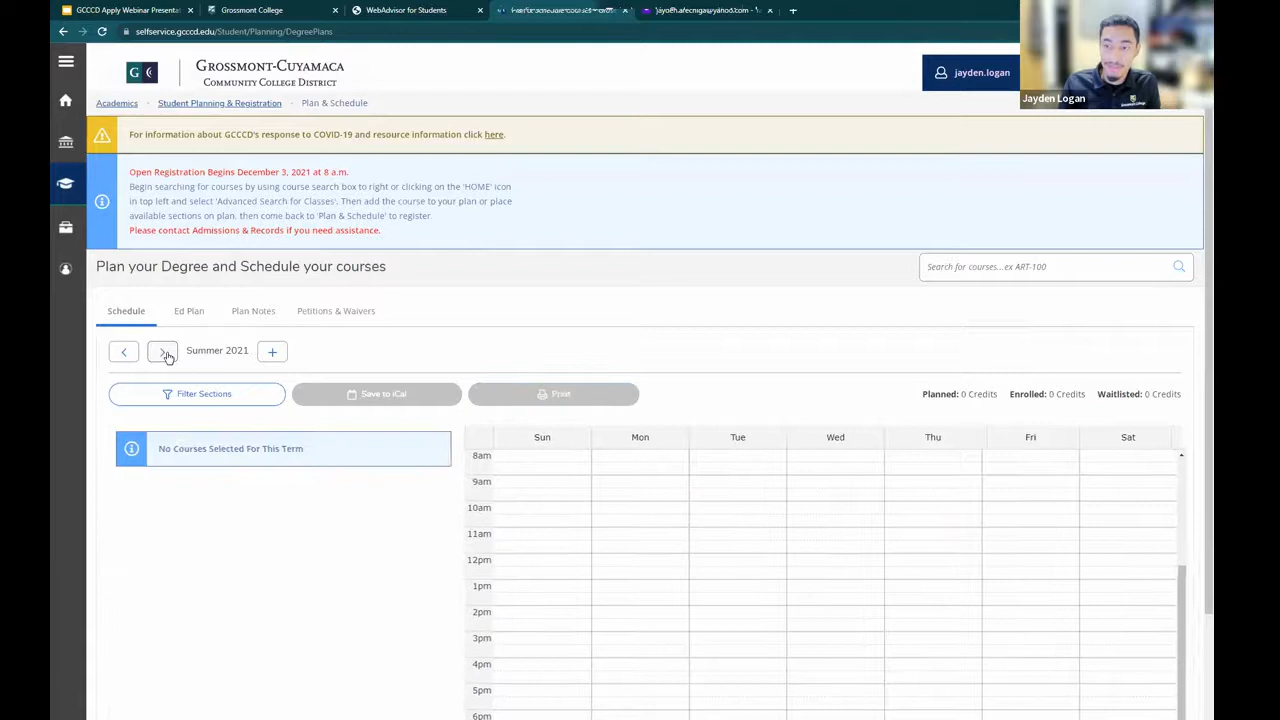 GCCCD Apply Webinar Presentat
Grossmont College
WebAdvisor for Students
selfservice.gcccd.edu/Student/Planning/DegreePlans
GROSSMONT-CUYAMACA
COMMUNITY COLLEGE DISTRICT
jayden.logan
Jayden Logan
Academics
Student Planning & Registration
Plan & Schedule
For information about GCCCD's response to COVID-19 and resource information click here.
Open Registration Begins December 3, 2021 at 8 a.m.
Begin searching for courses by using course search box to right or clicking on the 'HOME' icon
in top left and select 'Advanced Search for Classes'. Then add the course to your plan or place
available sections on plan, then come back to 'Plan & Schedule' to register.
Please contact Admissions & Records if you need assistance.
Plan your Degree and Schedule your courses
Search for courses...ex ART-100
Schedule
Ed Plan
Plan Notes
Petitions & Waivers
Summer 2021
Filter Sections
Save to iCal
Print
Planned: 0 Credits
Enrolled: 0 Credits
Waitlisted: 0 Credits
No Courses Selected For This Term
Sun Mon Tue Wed Thu Fri Sat
8am
9am
10am
11am
12pm
1pm
2pm
3pm
4pm
5pm
6pm